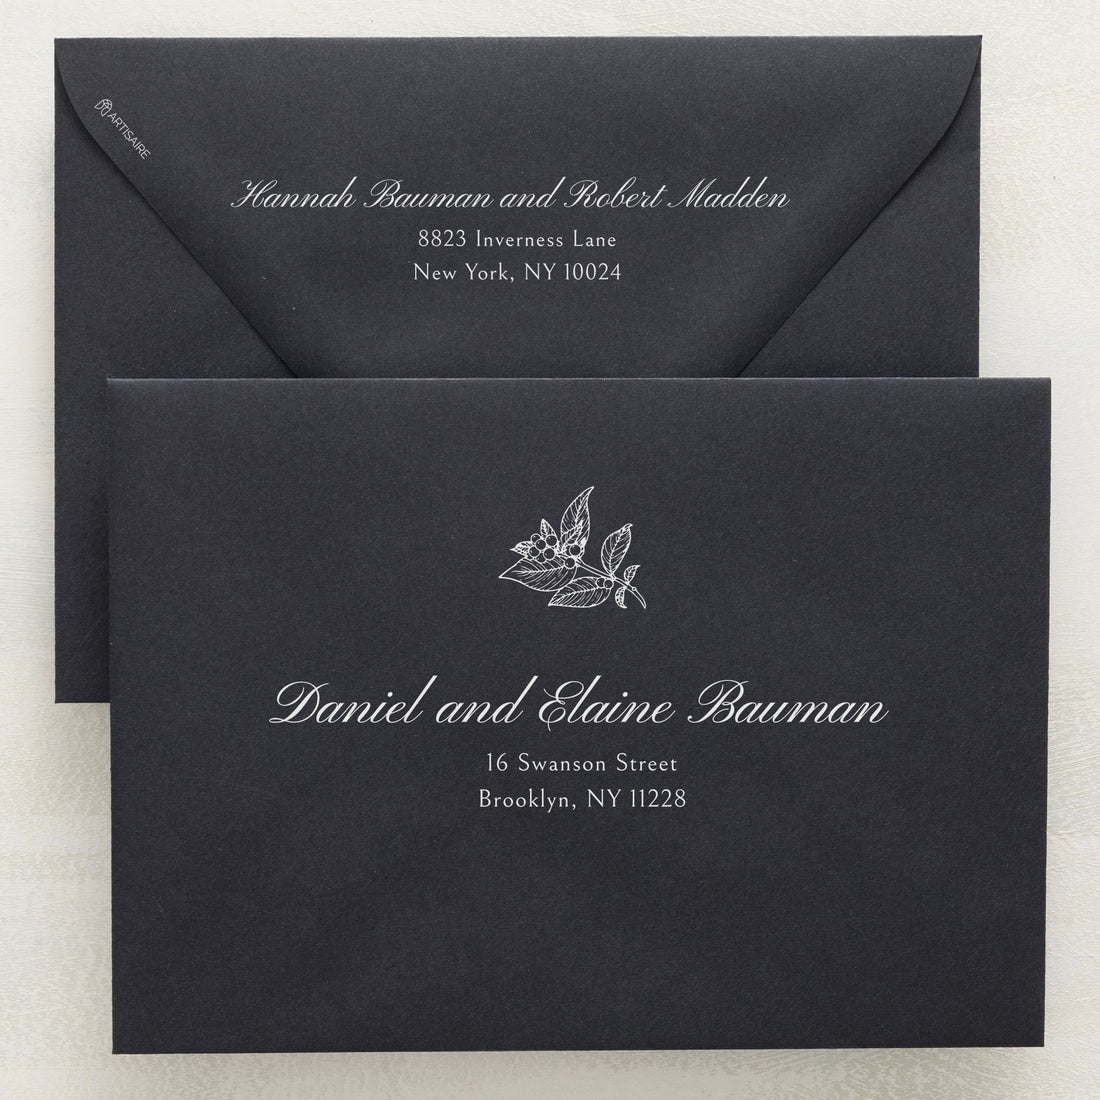 ARTISAIRE
Hannah Bauman and Robert Madden
8823 Inverness Lane
New York, NY 10024
Daniel and Elaine Bauman
16 Swanson Street
Brooklyn, NY 11228